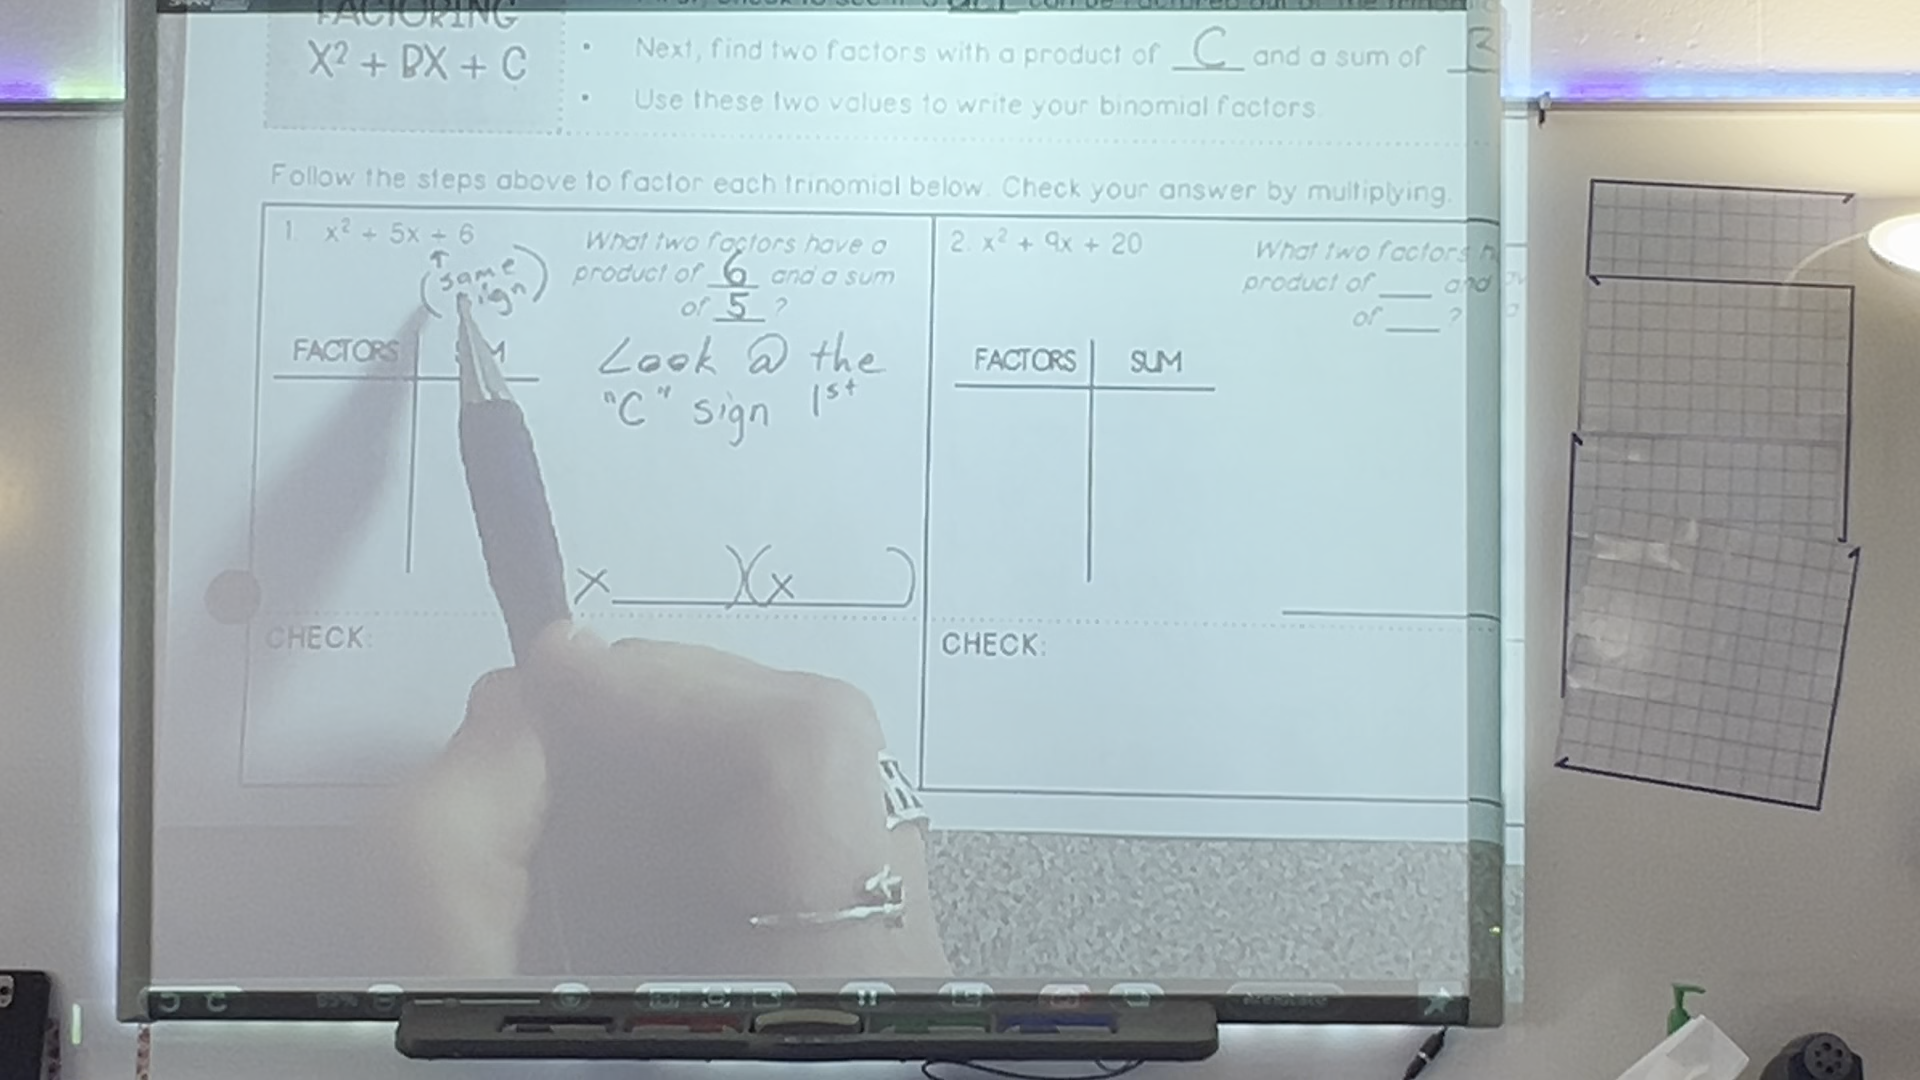 FACTORING
X² + BX + C
• Next, find two factors with a product of C and a sum of B
• Use these two values to write your binomial factors.
Follow the steps above to factor each trinomial below. Check your answer by multiplying.
1. x² + 5x + 6
↑
(same
sign)
What two factors have a
product of 6 and a sum
of 5 ?
FACTORS
Look @ the
"C" sign 1st
x )(x )
CHECK:
2. x² + 9x + 20
What two factors
product of ___ and
of ___ ?
FACTORS SUM
CHECK: